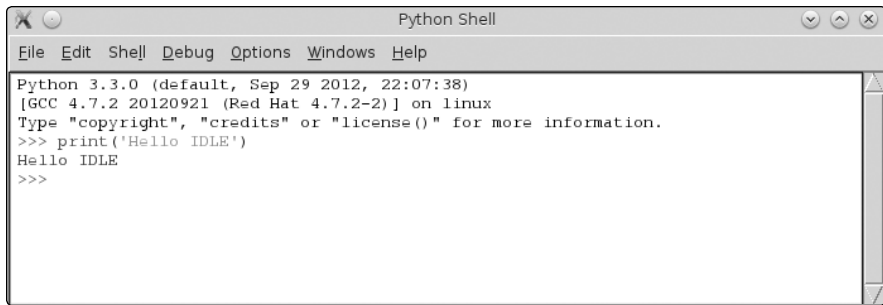 Python Shell
File Edit Shell Debug Options Windows Help
Python 3.3.0 (default, Sep 29 2012, 22:07:38)
[GCC 4.7.2 20120921 (Red Hat 4.7.2-2)] on linux
Type "copyright", "credits" or "license()" for more information.
>>> print('Hello IDLE')
Hello IDLE
>>>